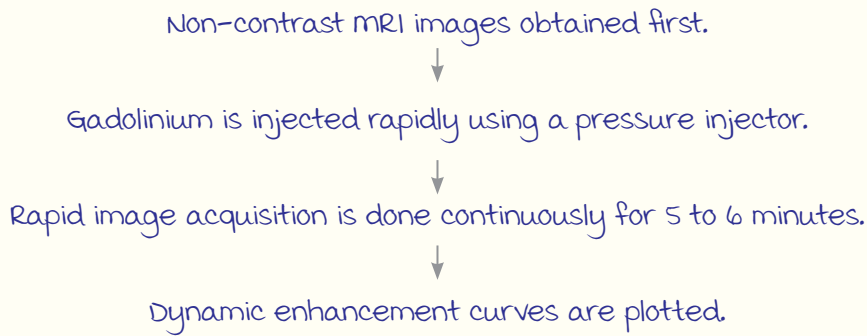 Non-contrast MRI images obtained first.
Gadolinium is injected rapidly using a pressure injector.
Rapid image acquisition is done continuously for 5 to 6 minutes.
Dynamic enhancement curves are plotted.